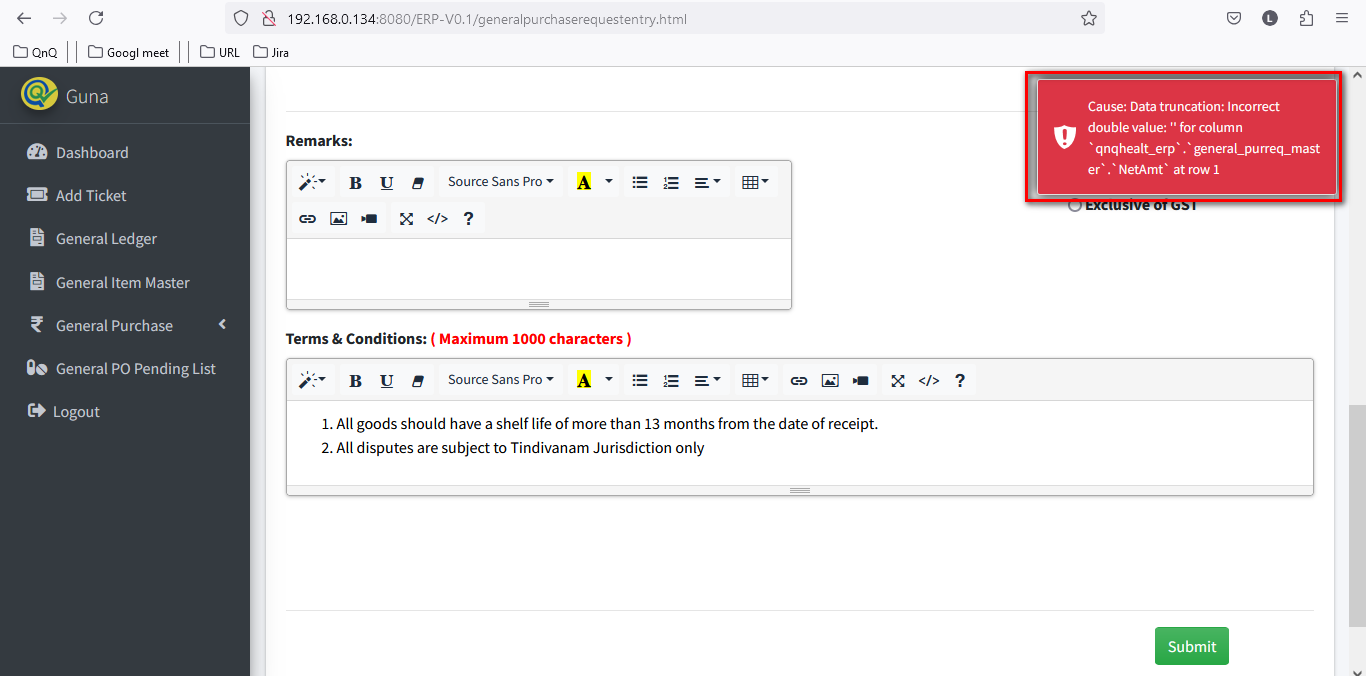 192.168.0.134:8080/ERP-V0.1/generalpurchaserequestentry.html
L
QnQ
Googl meet
URL
Jira
Guna
Dashboard
Add Ticket
General Ledger
General Item Master
General Purchase
General PO Pending List
Logout
Cause: Data truncation: Incorrect
double value: '' for column
`qnqhealt_erp`.`general_purreq_mast
er`.`NetAmt` at row 1
Exclusive of GST
Remarks:
B U Source Sans Pro A
</> ?
Terms & Conditions: ( Maximum 1000 characters )
B U Source Sans Pro A </> ?
1. All goods should have a shelf life of more than 13 months from the date of receipt.
2. All disputes are subject to Tindivanam Jurisdiction only
Submit